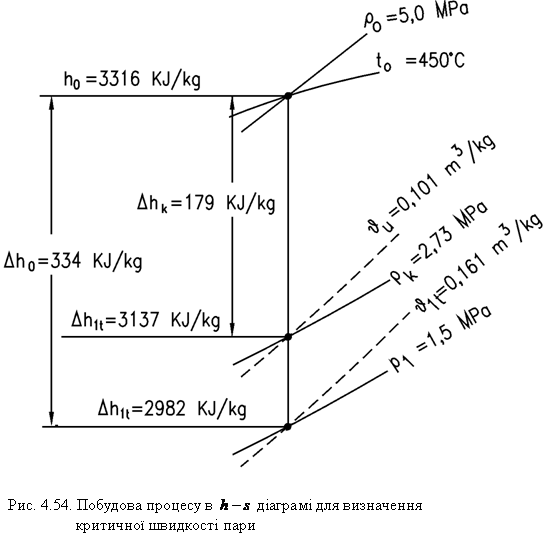 ρ₀=5,0 MPa
t₀ =450°C
h₀=3316 KJ/kg
Δhₖ=179 KJ/kg
ϑᵤ=0,101 m³/kg
ρₖ=2,73 MPa
Δh₀=334 KJ/kg
ϑ₁t=0,161 m³/kg
Δh₁t=3137 KJ/kg
p₁=1,5 MPa
Δh₁t=2982 KJ/kg
Рис. 4.54. Побудова процесу в h – s діаграмі для визначення
критичної швидкості пари